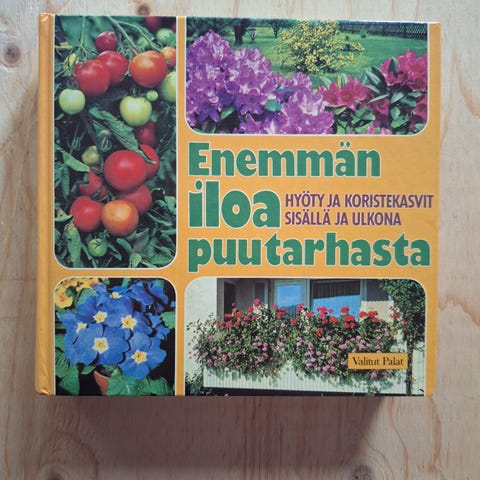 Enemmän
iloa
HYÖTY JA KORISTEKASVIT
SISÄLLÄ JA ULKONA
puutarhasta
Valitut Palat